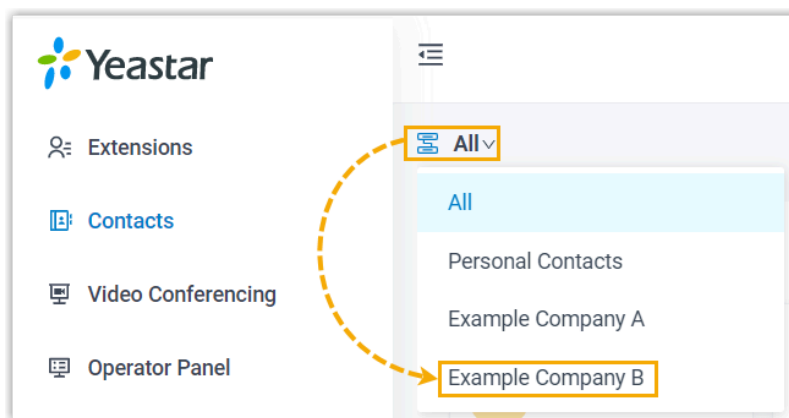 Yeastar
Extensions
Contacts
Video Conferencing
Operator Panel
All
All
Personal Contacts
Example Company A
Example Company B